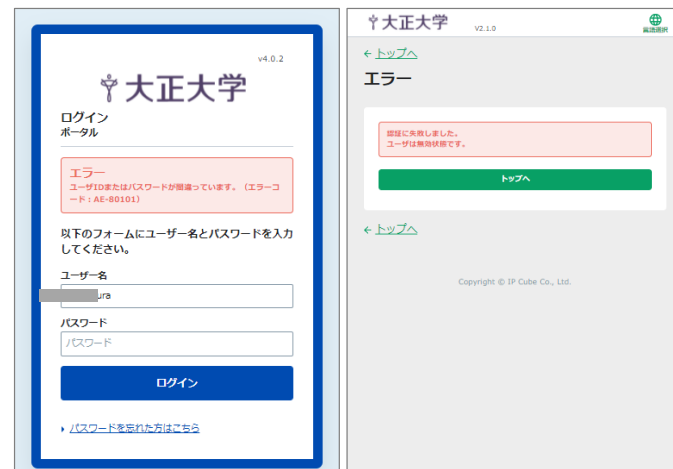 v4.0.2
大正大学
ログイン
ポータル
エラー
ユーザIDまたはパスワードが間違っています。（エラーコ
ード：AE-80101）
以下のフォームにユーザー名とパスワードを入力
してください。
ユーザー名
ura
パスワード
パスワード
ログイン
パスワードを忘れた方はこちら
大正大学
V2.1.0
言語選択
← トップへ
エラー
認証に失敗しました。
ユーザは無効状態です。
トップへ
← トップへ
Copyright © IP Cube Co., Ltd.